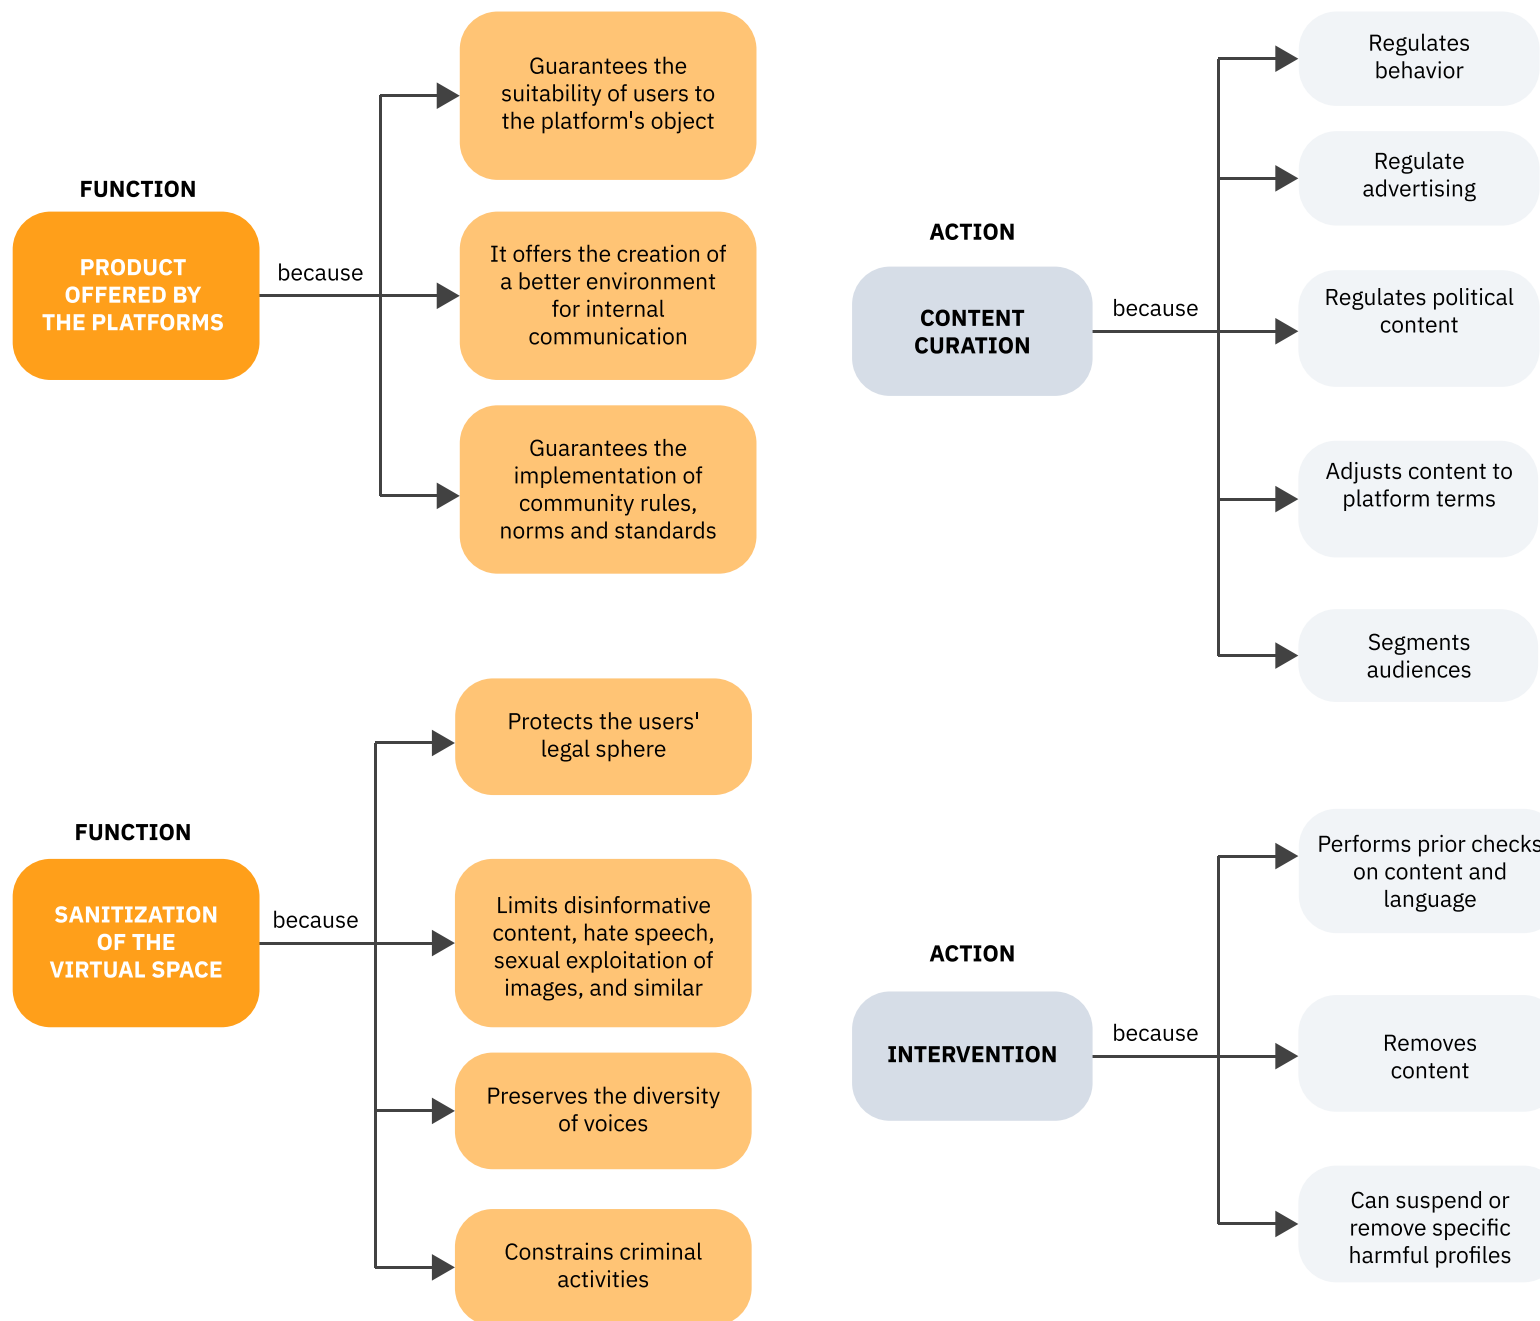 FUNCTION
PRODUCT
OFFERED BY
THE PLATFORMS
because
Guarantees the
suitability of users to
the platform's object
It offers the creation of
a better environment
for internal
communication
Guarantees the
implementation of
community rules,
norms and standards
FUNCTION
SANITIZATION
OF THE
VIRTUAL SPACE
because
Protects the users'
legal sphere
Limits disinformative
content, hate speech,
sexual exploitation of
images, and similar
Preserves the diversity
of voices
Constrains criminal
activities
ACTION
CONTENT
CURATION
because
Regulates
behavior
Regulate
advertising
Regulates political
content
Adjusts content to
platform terms
Segments
audiences
ACTION
INTERVENTION
because
Performs prior checks
on content and
language
Removes
content
Can suspend or
remove specific
harmful profiles